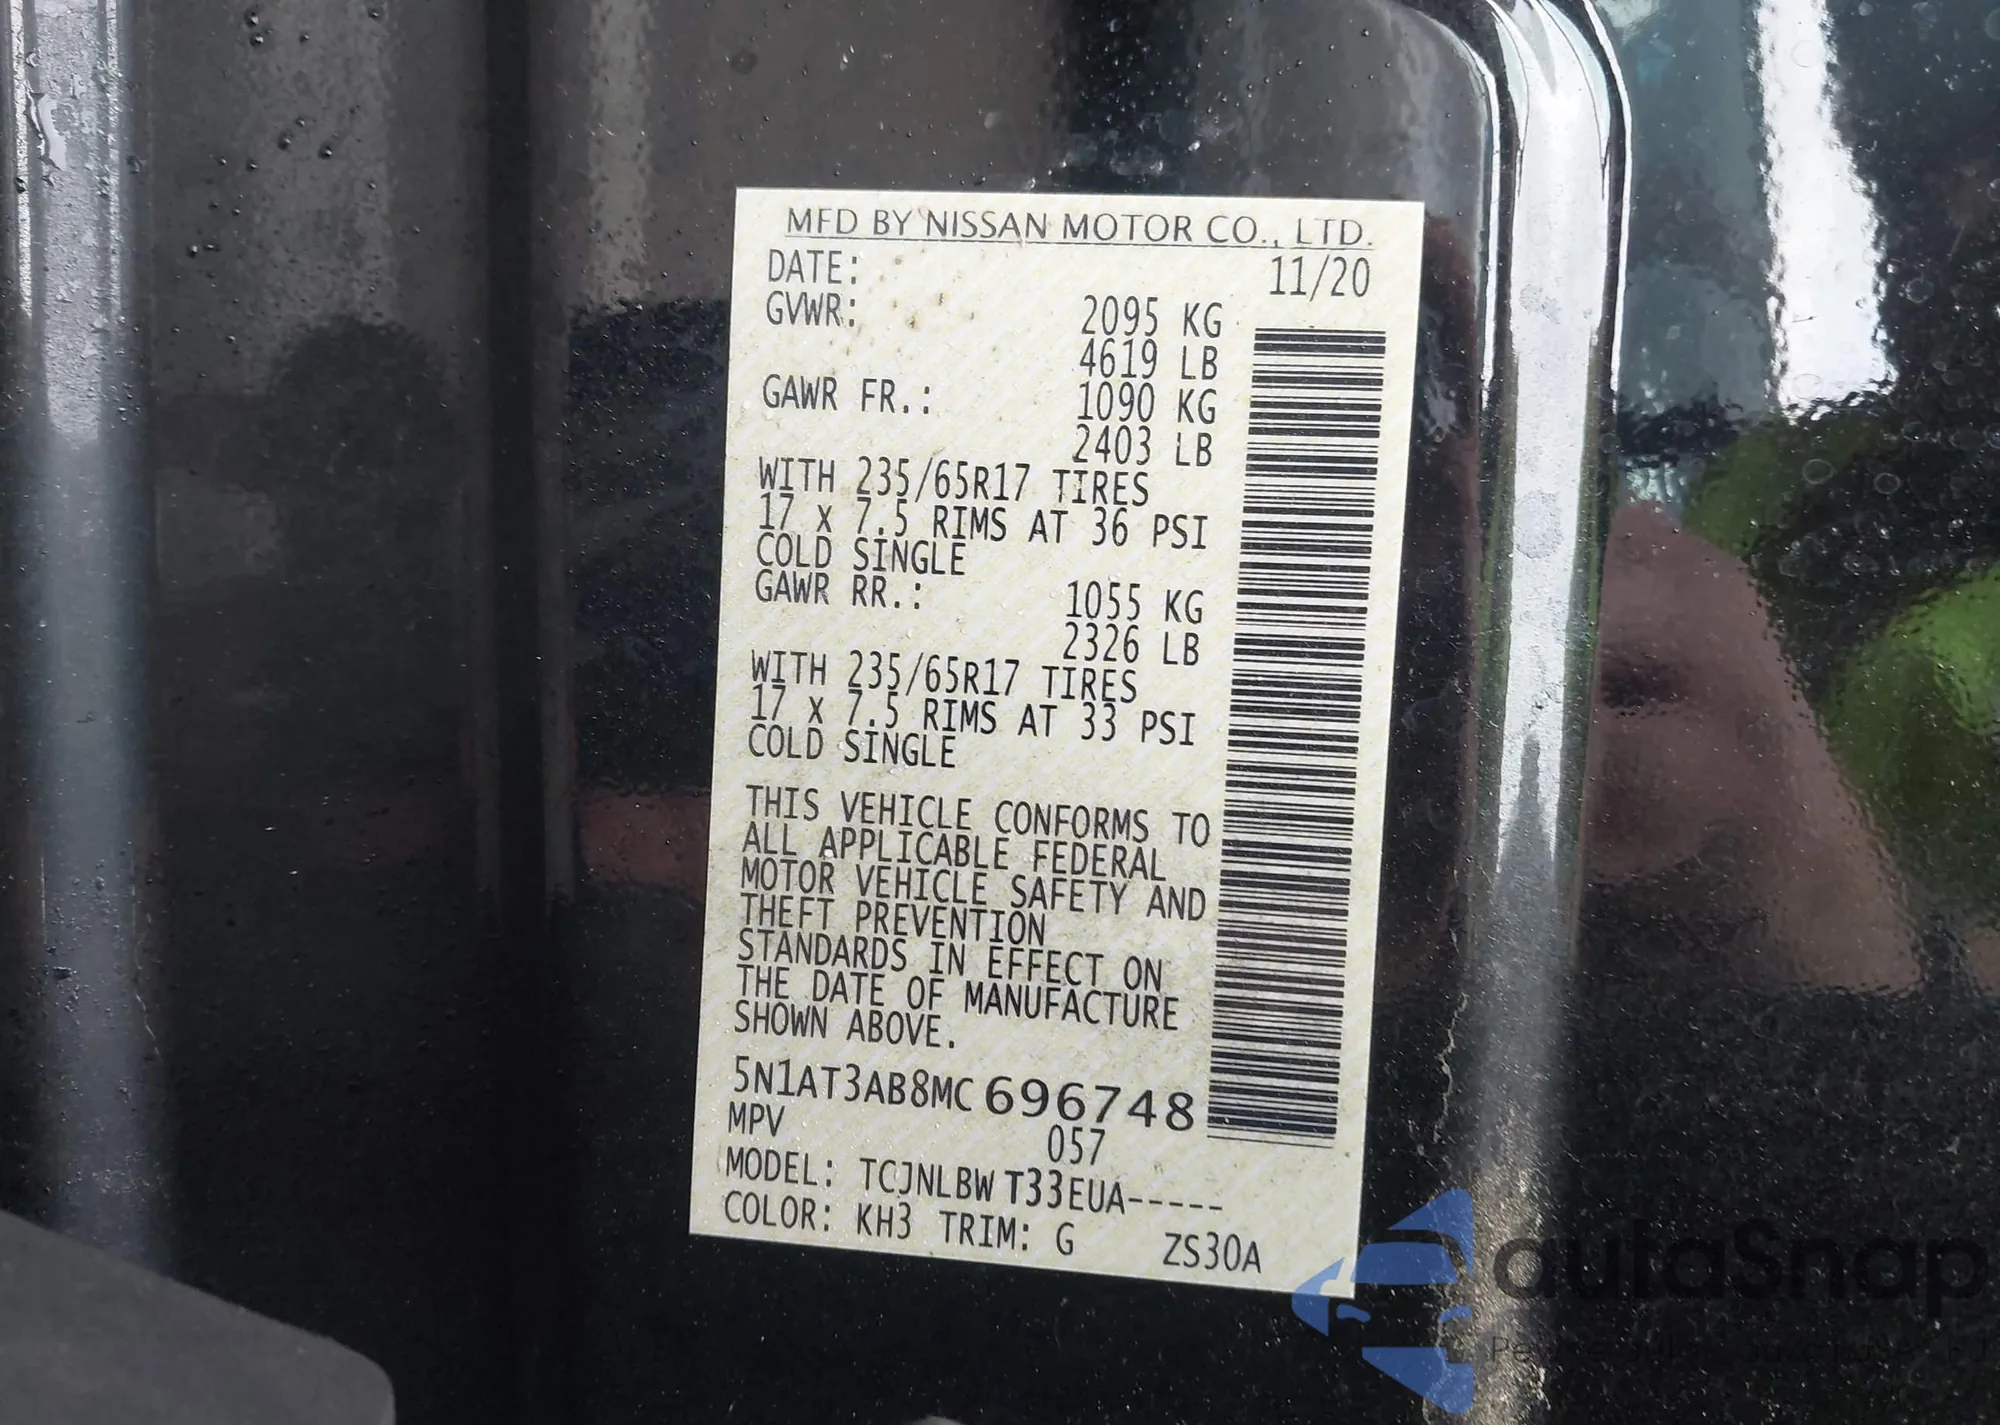 MFD BY NISSAN MOTOR CO., LTD.
DATE: 11/20
GVWR: 2095 KG
4619 LB
GAWR FR.: 1090 KG
2403 LB
WITH 235/65R17 TIRES
17 x 7.5 RIMS AT 36 PSI
COLD SINGLE
GAWR RR.: 1055 KG
2326 LB
WITH 235/65R17 TIRES
17 x 7.5 RIMS AT 33 PSI
COLD SINGLE
THIS VEHICLE CONFORMS TO
ALL APPLICABLE FEDERAL
MOTOR VEHICLE SAFETY AND
THEFT PREVENTION
STANDARDS IN EFFECT ON
THE DATE OF MANUFACTURE
SHOWN ABOVE.
5N1AT3AB8MC696748
MPV 057
MODEL: TCJNLBW T33EUA-----
COLOR: KH3 TRIM: G ZS30A
autaSnap